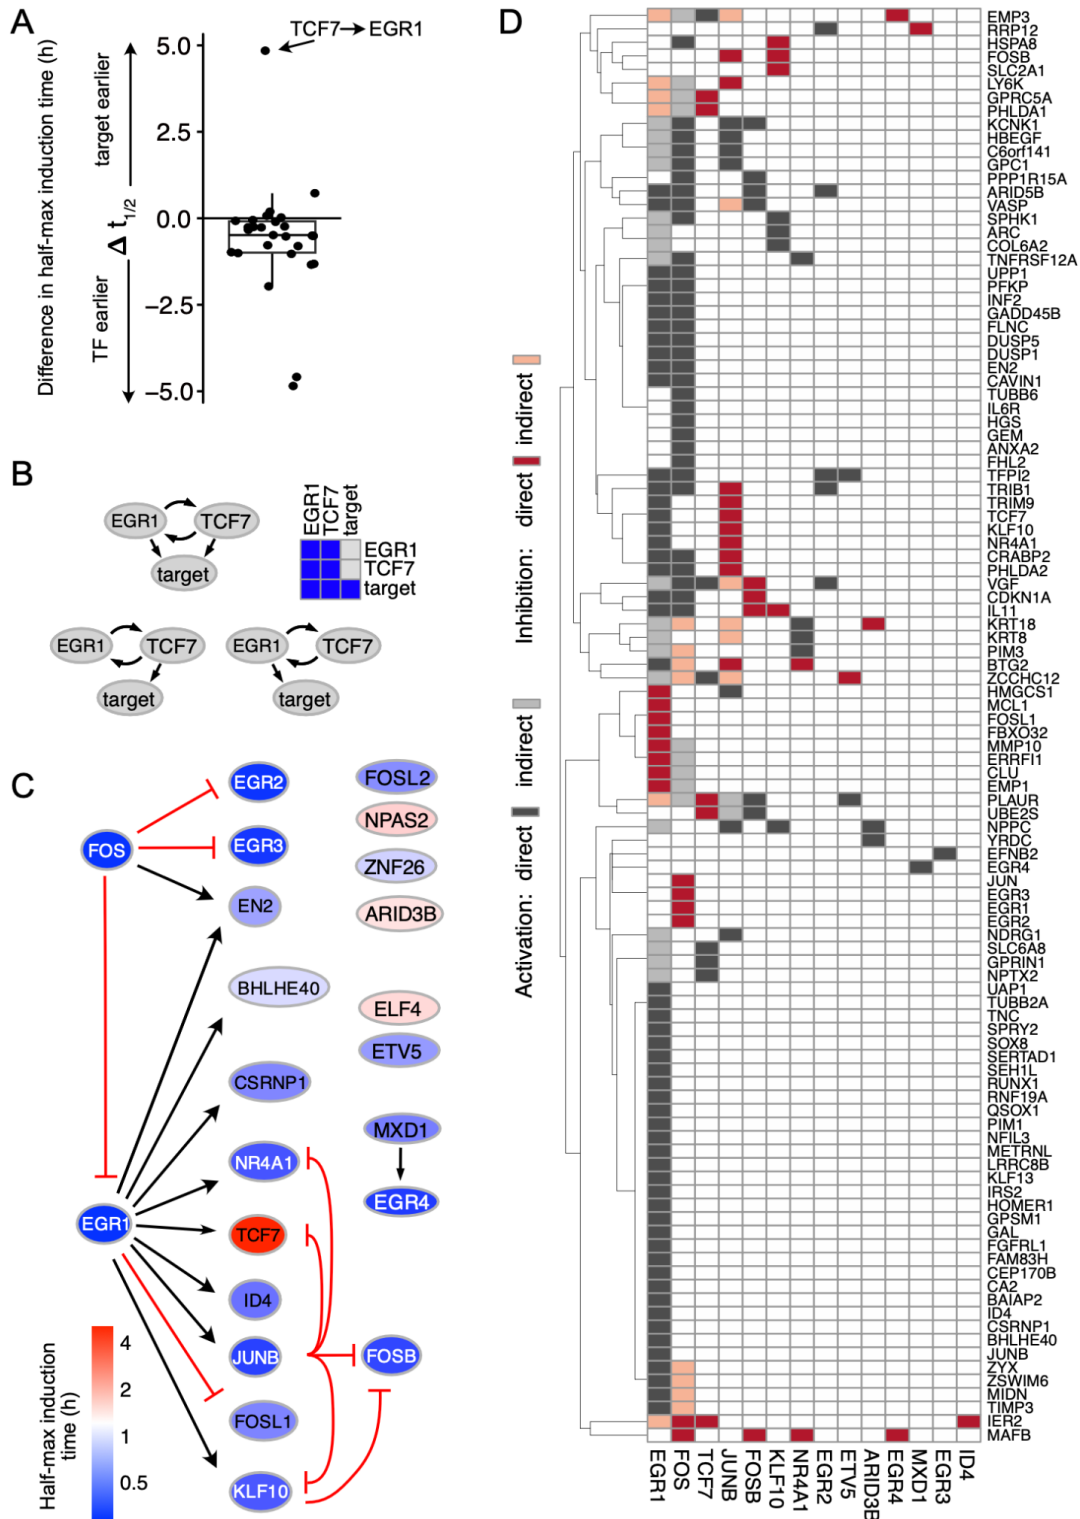 A
TCF7→EGR1
Difference in half-max induction time (h)
target earlier
Δ t1/2
TF earlier
5.0
2.5
0.0
−2.5
−5.0
B
EGR1
TCF7
target
EGR1
TCF7
target
EGR1
TCF7
target
EGR1
TCF7
target
EGR1
TCF7
target
C
FOS
EGR1
EGR2
EGR3
EN2
BHLHE40
CSRNP1
NR4A1
TCF7
ID4
JUNB
FOSL1
KLF10
FOSL2
NPAS2
ZNF26
ARID3B
ELF4
ETV5
MXD1
EGR4
FOSB
Half-max induction
time (h)
4
2
1
0.5
D
Activation: direct indirect
Inhibition: direct indirect
EMP3
RRP12
HSPA8
FOSB
SLC2A1
LY6K
GPRC5A
PHLDA1
KCNK1
HBEGF
C6orf141
GPC1
PPP1R15A
ARID5B
VASP
SPHK1
ARC
COL6A2
TNFRSF12A
UPP1
PFKP
INF2
GADD45B
FLNC
DUSP5
DUSP1
EN2
CAVIN1
TUBB6
IL6R
HGS
GEM
ANXA2
FHL2
TFPI2
TRIB1
TRIM9
TCF7
KLF10
NR4A1
CRABP2
PHLDA2
VGF
CDKN1A
IL11
KRT18
KRT8
PIM3
BTG2
ZCCHC12
HMGCS1
MCL1
FOSL1
FBXO32
MMP10
ERRFI1
CLU
EMP1
PLAUR
UBE2S
NPPC
YRDC
EFNB2
EGR4
JUN
EGR3
EGR1
EGR2
NDRG1
SLC6A8
GPRIN1
NPTX2
UAP1
TUBB2A
TNC
SPRY2
SOX8
SERTAD1
SEH1L
RUNX1
RNF19A
QSOX1
PIM1
NFIL3
METRNL
LRRC8B
KLF13
IRS2
HOMER1
GPSM1
GAL
FGFRL1
FAM83H
CEP170B
CA2
BAIAP2
ID4
CSRNP1
BHLHE40
JUNB
ZYX
ZSWIM6
MIDN
TIMP3
IER2
MAFB
EGR1
FOS
TCF7
JUNB
FOSB
KLF10
NR4A1
EGR2
ETV5
ARID3B
EGR4
MXD1
EGR3
ID4